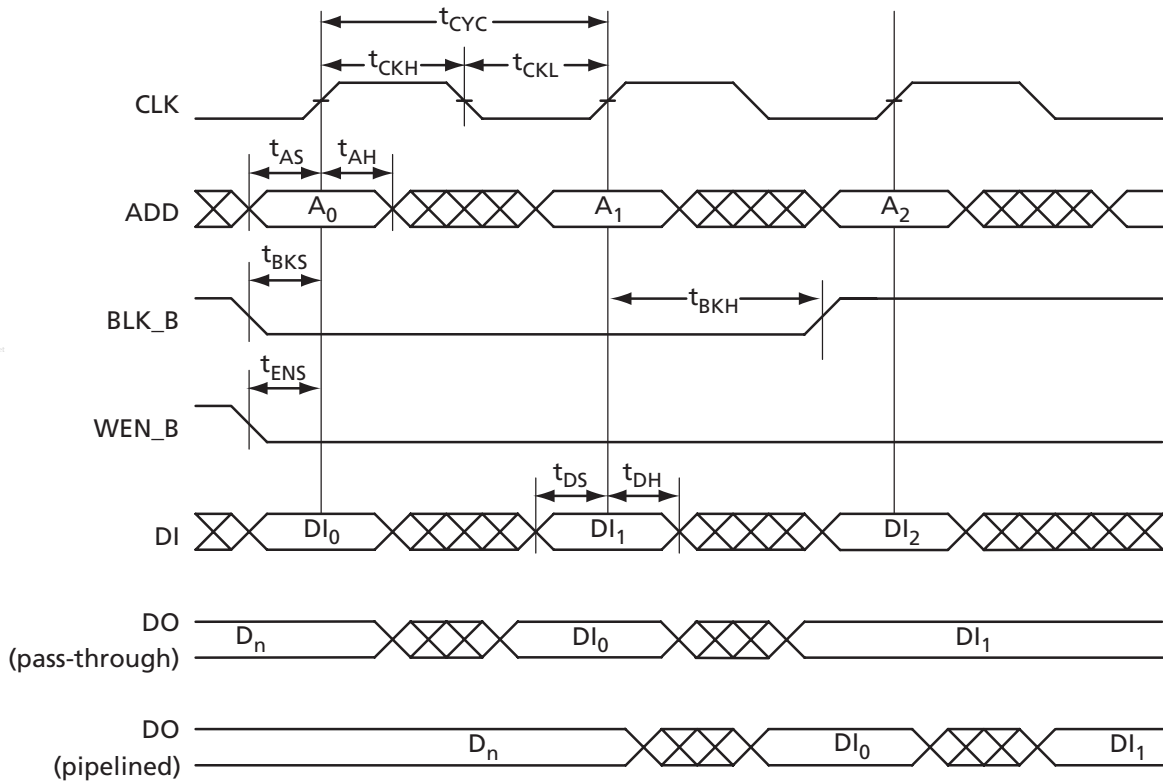 tCYC
tCKH tCKL
CLK
tAS tAH
ADD A0 A1 A2
tBKS
BLK_B tBKH
tENS
WEN_B
tDS tDH
DI DI0 DI1 DI2
DO
(pass-through) Dn DI0 DI1
DO
(pipelined) Dn DI0 DI1